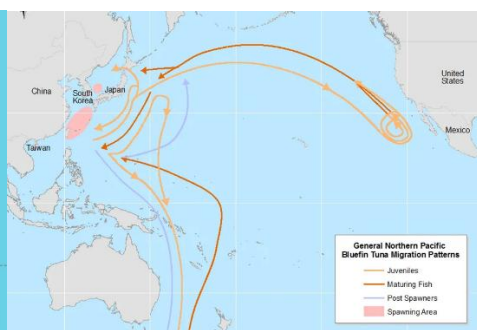 China
South
Korea
Japan
Taiwan
United
States
Mexico
General Northern Pacific
Bluefin Tuna Migration Patterns
Juveniles
Maturing Fish
Post Spawners
Spawning Area